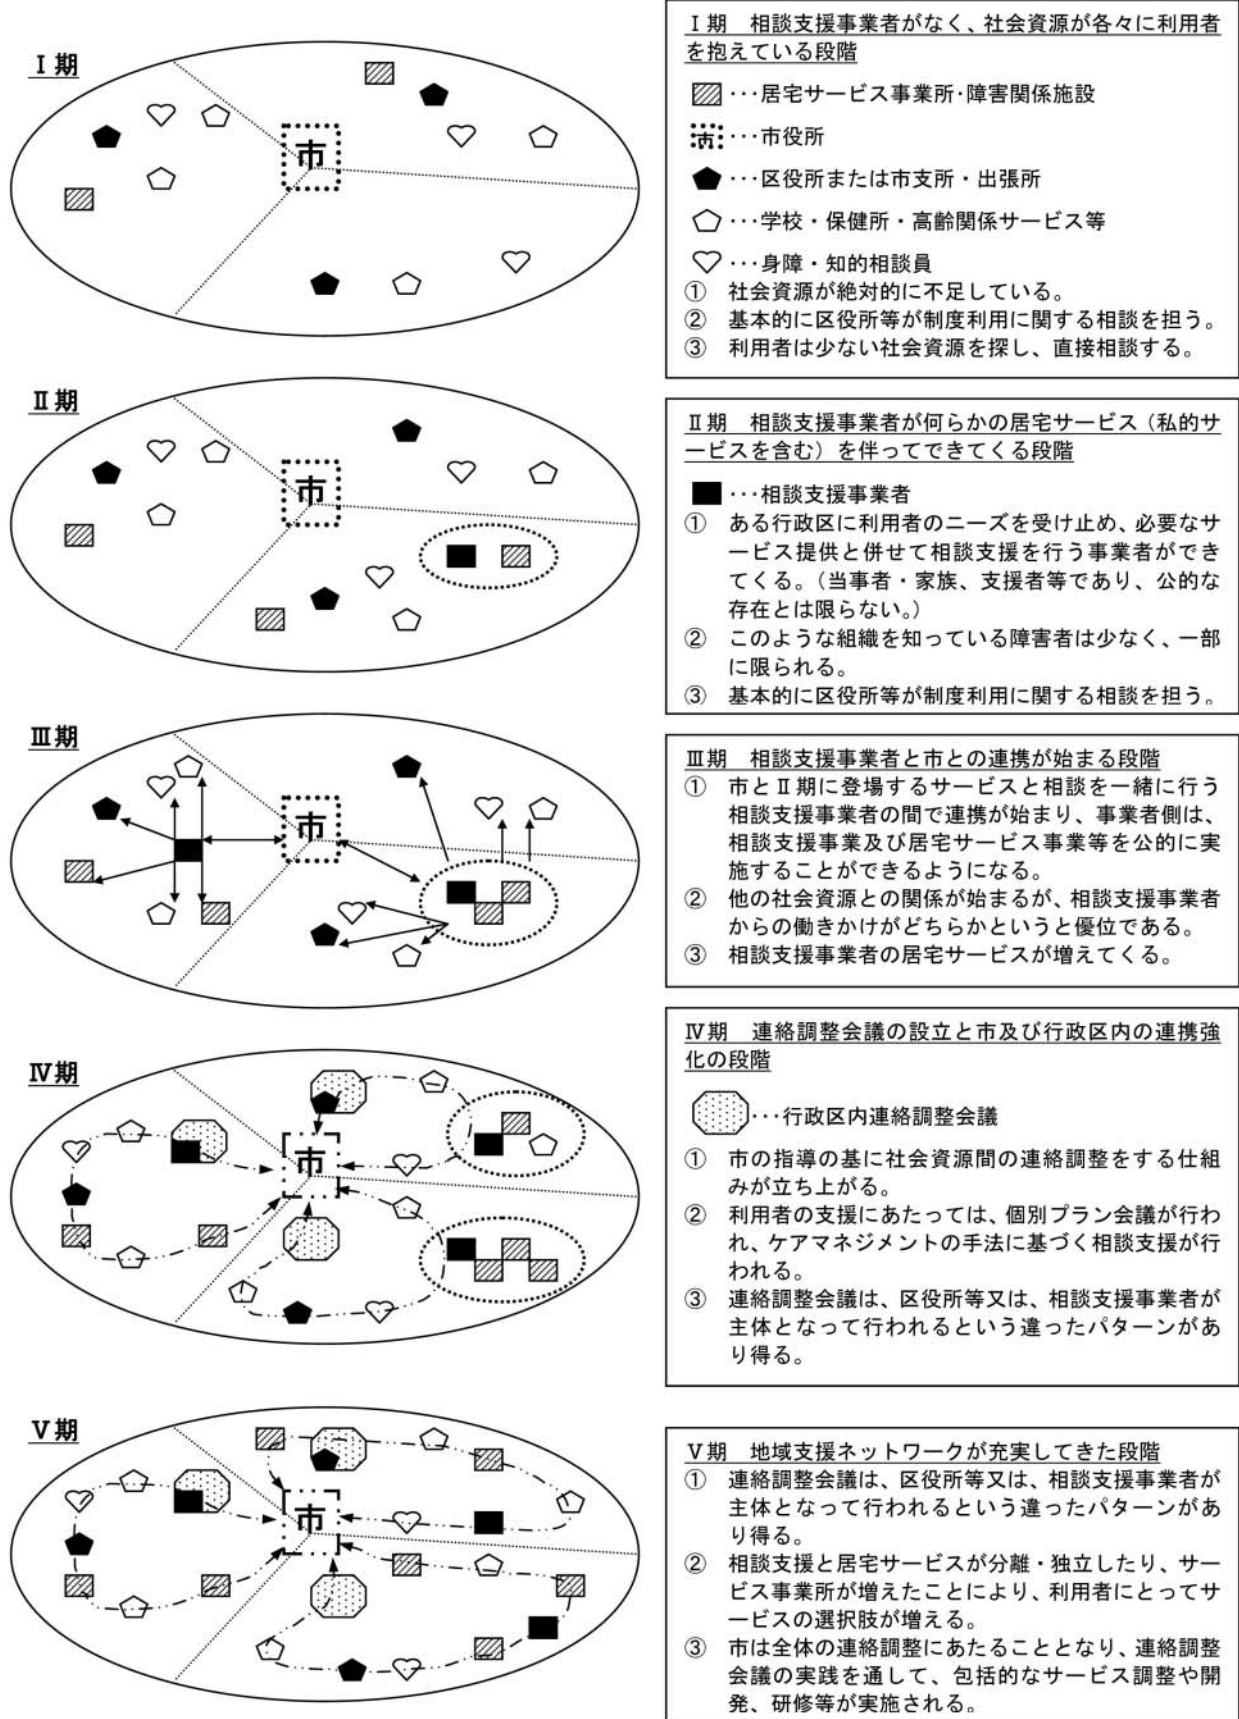 Ⅰ期
市
Ⅰ期 相談支援事業者がなく、社会資源が各々に利用者
を抱えている段階
･･･居宅サービス事業所･障害関係施設
市･･･市役所
･･･区役所または市支所・出張所
･･･学校・保健所・高齢関係サービス等
･･･身障・知的相談員
① 社会資源が絶対的に不足している。
② 基本的に区役所等が制度利用に関する相談を担う。
③ 利用者は少ない社会資源を探し、直接相談する。
Ⅱ期
市
Ⅱ期 相談支援事業者が何らかの居宅サービス（私的サ
ービスを含む）を伴ってできてくる段階
･･･相談支援事業者
① ある行政区に利用者のニーズを受け止め、必要なサ
ービス提供と併せて相談支援を行う事業者ができ
てくる。（当事者・家族、支援者等であり、公的な
存在とは限らない。）
② このような組織を知っている障害者は少なく、一部
に限られる。
③ 基本的に区役所等が制度利用に関する相談を担う。
Ⅲ期
市
Ⅲ期 相談支援事業者と市との連携が始まる段階
① 市とⅡ期に登場するサービスと相談を一緒に行う
相談支援事業者の間で連携が始まり、事業者側は、
相談支援事業及び居宅サービス事業等を公的に実
施することができるようになる。
② 他の社会資源との関係が始まるが、相談支援事業者
からの働きかけがどちらかというと優位である。
③ 相談支援事業者の居宅サービスが増えてくる。
Ⅳ期
市
Ⅳ期 連絡調整会議の設立と市及び行政区内の連携強
化の段階
･･･行政区内連絡調整会議
① 市の指導の基に社会資源間の連絡調整をする仕組
みが立ち上がる。
② 利用者の支援にあたっては、個別プラン会議が行わ
れ、ケアマネジメントの手法に基づく相談支援が行
われる。
③ 連絡調整会議は、区役所等又は、相談支援事業者が
主体となって行われるという違ったパターンがあ
り得る。
Ⅴ期
市
Ⅴ期 地域支援ネットワークが充実してきた段階
① 連絡調整会議は、区役所等又は、相談支援事業者が
主体となって行われるという違ったパターンがあ
り得る。
② 相談支援と居宅サービスが分離・独立したり、サー
ビス事業所が増えたことにより、利用者にとってサ
ービスの選択肢が増える。
③ 市は全体の連絡調整にあたることとなり、連絡調整
会議の実践を通して、包括的なサービス調整や開
発、研修等が実施される。